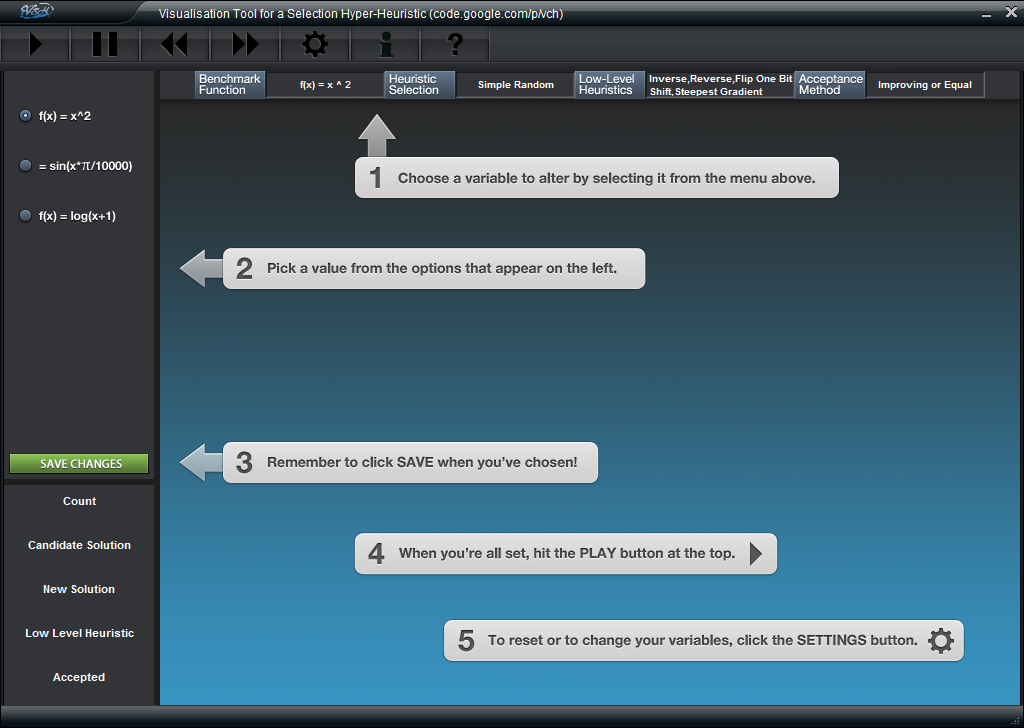 Visualisation Tool for a Selection Hyper-Heuristic (code.google.com/p/vch)
i
?
Benchmark
Function
f(x) = x ^ 2
Heuristic
Selection
Simple Random
Low-Level
Heuristics
Inverse,Reverse,Flip One Bit
Shift,Steepest Gradient
Acceptance
Method
Improving or Equal
f(x) = x^2
= sin(x*π/10000)
f(x) = log(x+1)
1 Choose a variable to alter by selecting it from the menu above.
2 Pick a value from the options that appear on the left.
3 Remember to click SAVE when you've chosen!
SAVE CHANGES
Count
Candidate Solution
New Solution
Low Level Heuristic
Accepted
4 When you're all set, hit the PLAY button at the top.
5 To reset or to change your variables, click the SETTINGS button.